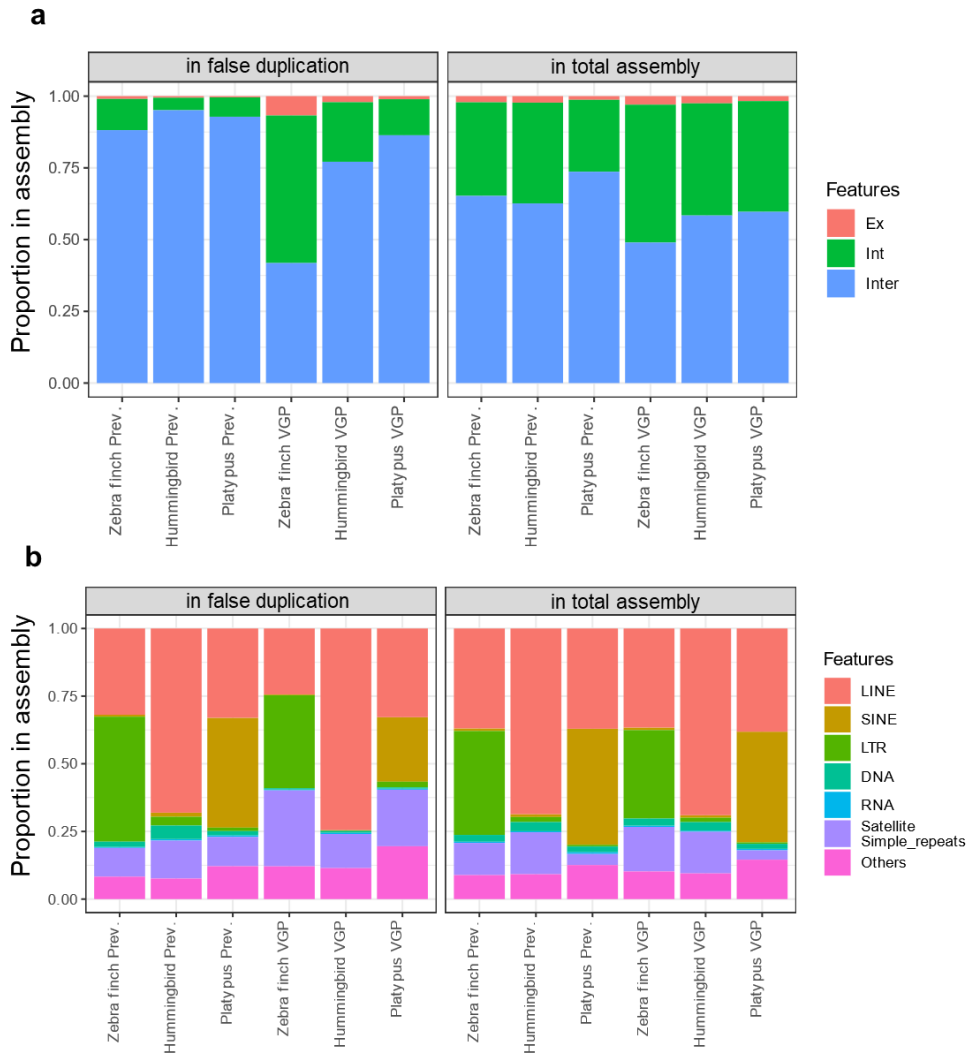 a
in false duplication
in total assembly
Proportion in assembly
1.00
0.75
0.50
0.25
0.00
Zebra finch Prev.
Hummingbird Prev.
Platypus Prev.
Zebra finch VGP
Hummingbird VGP
Platypus VGP
Zebra finch Prev.
Hummingbird Prev.
Platypus Prev.
Zebra finch VGP
Hummingbird VGP
Platypus VGP
Features
Ex
Int
Inter
b
in false duplication
in total assembly
Proportion in assembly
1.00
0.75
0.50
0.25
0.00
Zebra finch Prev.
Hummingbird Prev.
Platypus Prev.
Zebra finch VGP
Hummingbird VGP
Platypus VGP
Zebra finch Prev.
Hummingbird Prev.
Platypus Prev.
Zebra finch VGP
Hummingbird VGP
Platypus VGP
Features
LINE
SINE
LTR
DNA
RNA
Satellite
Simple_repeats
Others